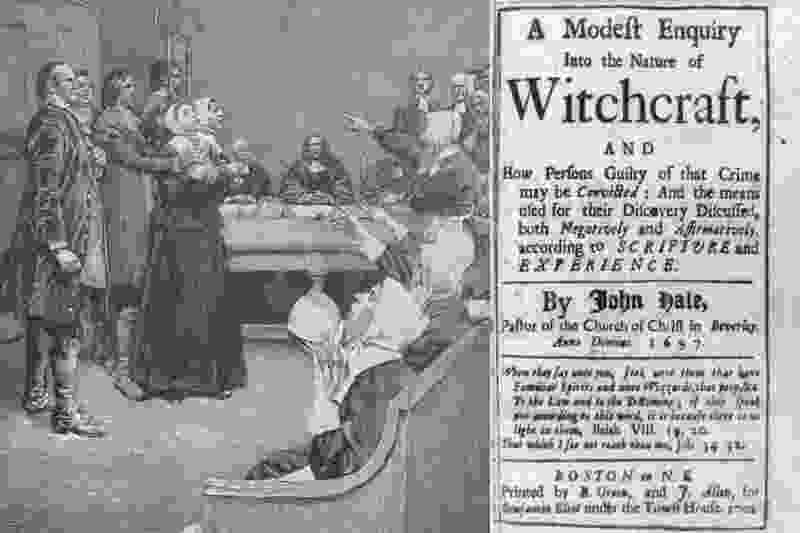 A Modeſt Enquiry
Into the Nature of
Witchcraft,
AND
How Perſons Guilty of that Crime
may be Convicted: And the means
uſed for their Diſcovery Diſcuſſed,
both Negatively and Affirmatively,
according to SCRIPTURE and
EXPERIENCE.
By John Hale,
Paſtor of the Church of Chriſt in Beverley,
Anno Domini 1697
When they ſay unto you, ſeek unto them that have
Familiar Spirits and unto Wizzards, that peep, &c.
To the Law and to the Teſtimony; if they ſpeak
not according to this word, it is becauſe there is no
light in them, Iſaiah VIII. 19, 20.
That which I ſee not teach thou me, Job 34 32.
BOSTON in N. E.
Printed by B. Green, and J. Allen, for
Benjamin Eliot under the Town Houſe. 1702